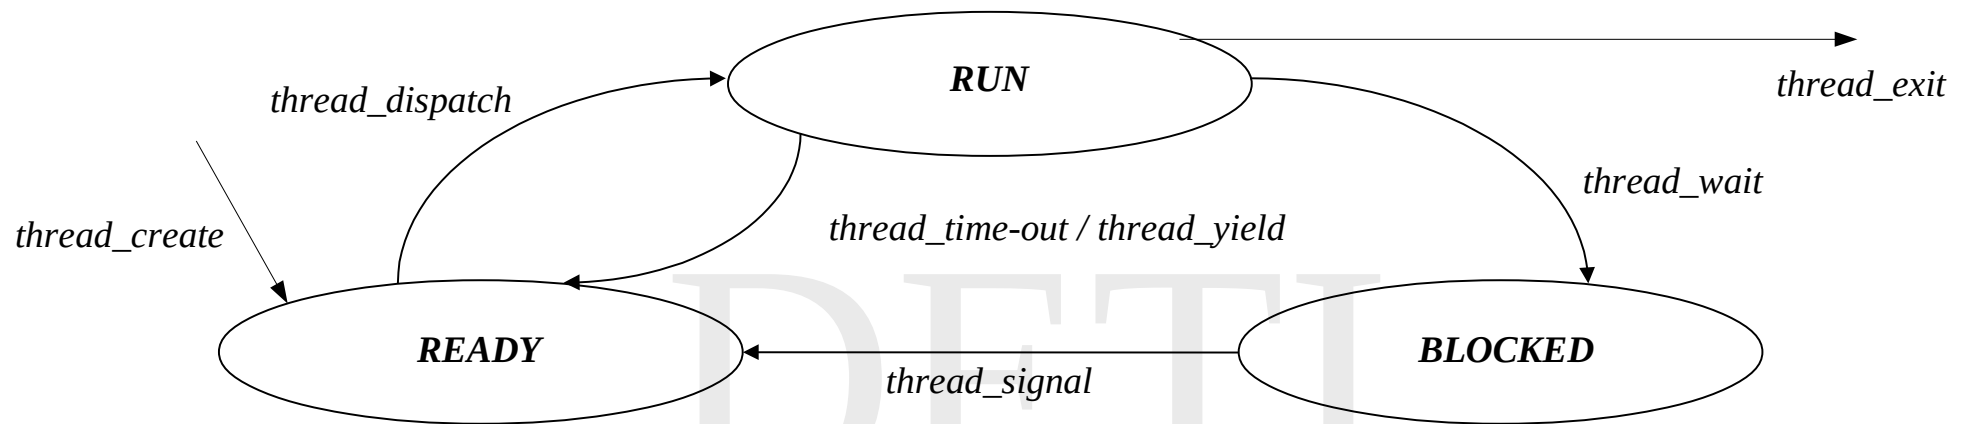 RUN
thread_exit
thread_dispatch
thread_wait
thread_create
thread_time-out / thread_yield
READY
BLOCKED
thread_signal
DETI